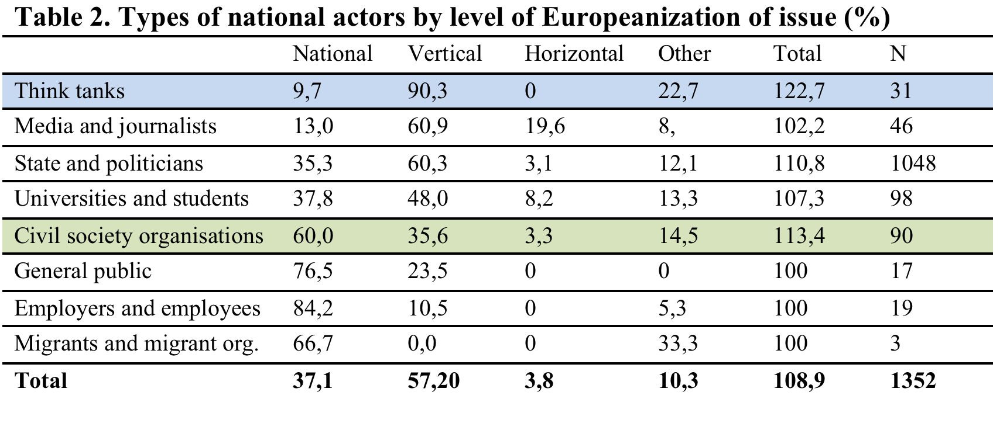 Table 2. Types of national actors by level of Europeanization of issue (%)
National Vertical Horizontal Other Total N
Think tanks 9,7 90,3 0 22,7 122,7 31
Media and journalists 13,0 60,9 19,6 8, 102,2 46
State and politicians 35,3 60,3 3,1 12,1 110,8 1048
Universities and students 37,8 48,0 8,2 13,3 107,3 98
Civil society organisations 60,0 35,6 3,3 14,5 113,4 90
General public 76,5 23,5 0 0 100 17
Employers and employees 84,2 10,5 0 5,3 100 19
Migrants and migrant org. 66,7 0,0 0 33,3 100 3
Total 37,1 57,20 3,8 10,3 108,9 1352